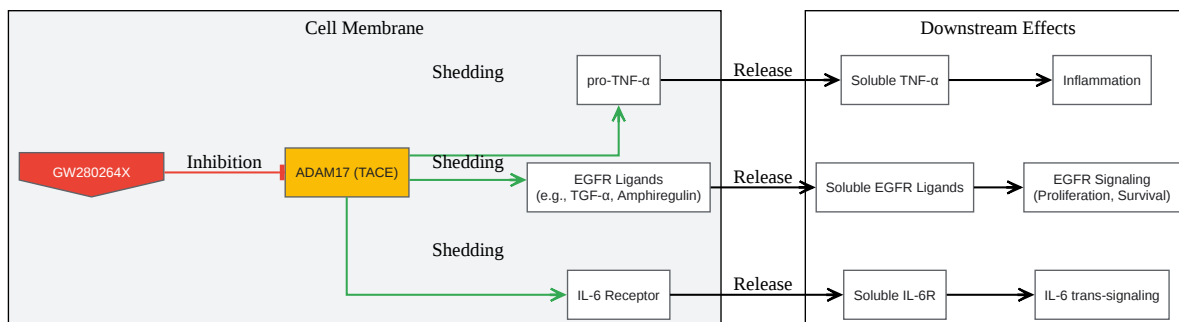 Cell Membrane
Downstream Effects
Shedding
pro-TNF-α
Release
Soluble TNF-α
Inflammation
GW280264X
Inhibition
ADAM17 (TACE)
Shedding
EGFR Ligands
(e.g., TGF-α, Amphiregulin)
Release
Soluble EGFR Ligands
EGFR Signaling
(Proliferation, Survival)
Shedding
IL-6 Receptor
Release
Soluble IL-6R
IL-6 trans-signaling